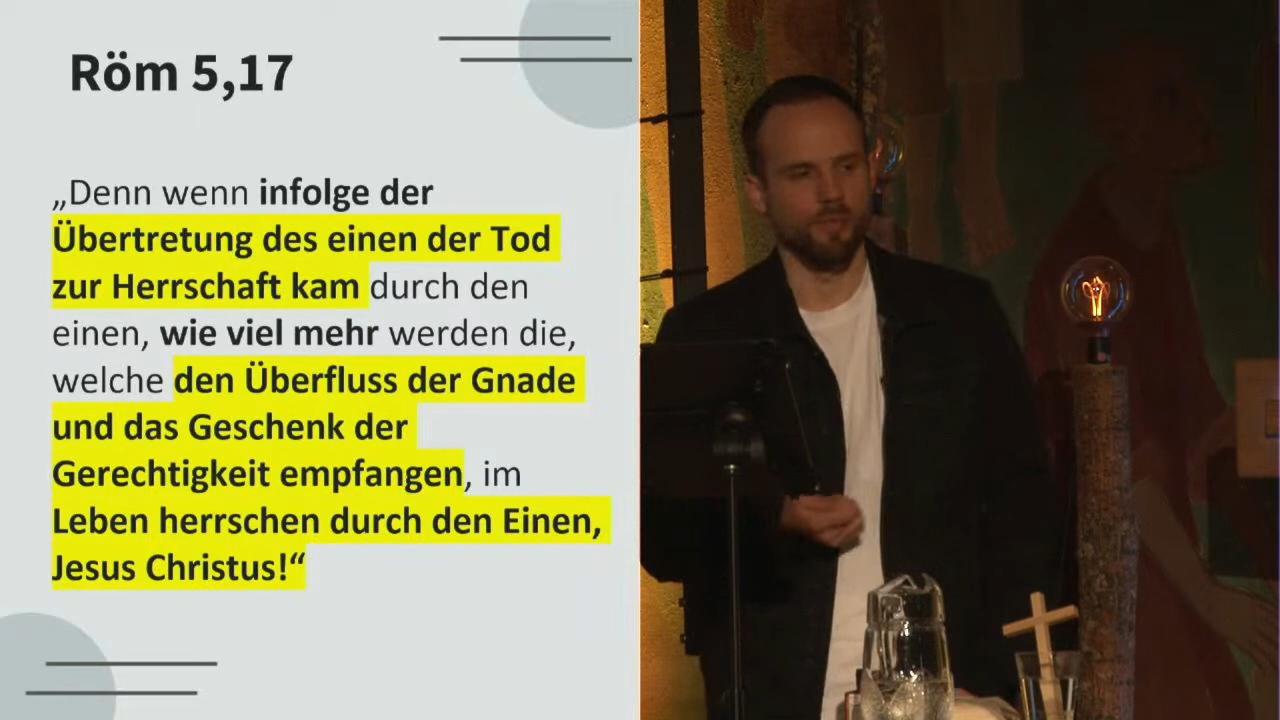 Röm 5,17
„Denn wenn infolge der
Übertretung des einen der Tod
zur Herrschaft kam durch den
einen, wie viel mehr werden die,
welche den Überfluss der Gnade
und das Geschenk der
Gerechtigkeit empfangen, im
Leben herrschen durch den Einen,
Jesus Christus!“